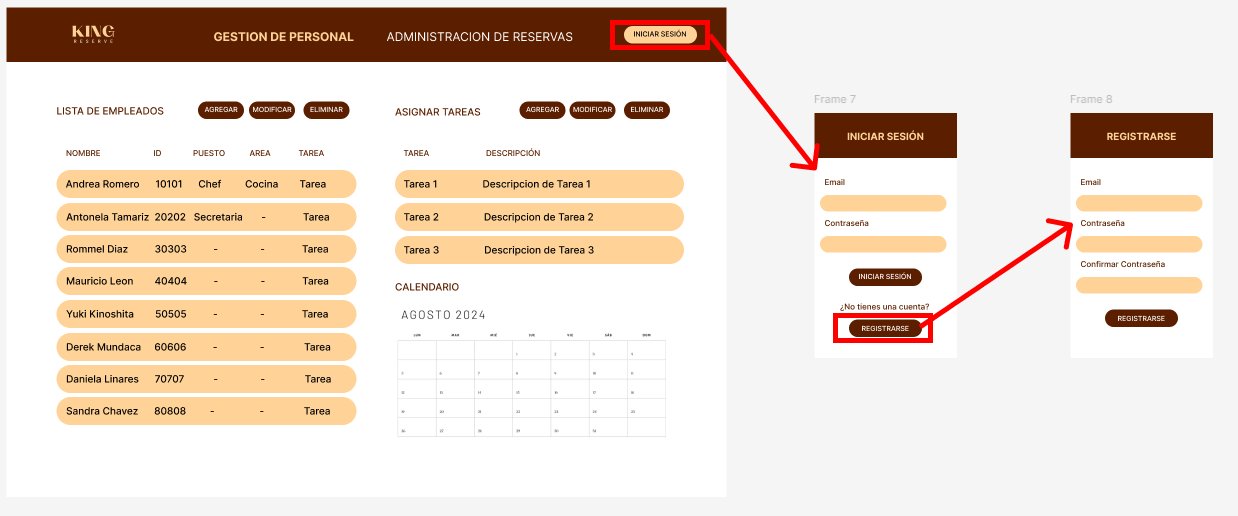 KING
RESERVE
GESTION DE PERSONAL
ADMINISTRACION DE RESERVAS
INICIAR SESIÓN
LISTA DE EMPLEADOS
AGREGAR MODIFICAR ELIMINAR
NOMBRE ID PUESTO AREA TAREA
Andrea Romero 10101 Chef Cocina Tarea
Antonela Tamariz 20202 Secretaria - Tarea
Rommel Diaz 30303 - - Tarea
Mauricio Leon 40404 - - Tarea
Yuki Kinoshita 50505 - - Tarea
Derek Mundaca 60606 - - Tarea
Daniela Linares 70707 - - Tarea
Sandra Chavez 80808 - - Tarea
ASIGNAR TAREAS
AGREGAR MODIFICAR ELIMINAR
TAREA DESCRIPCIÓN
Tarea 1 Descripcion de Tarea 1
Tarea 2 Descripcion de Tarea 2
Tarea 3 Descripcion de Tarea 3
CALENDARIO
AGOSTO 2024
LUN MAR MIÉ JUE VIE SÁB DOM
1 2 3 4
5 6 7 8 9 10 11
12 13 14 15 16 17 18
19 20 21 22 23 24 25
26 27 28 29 30 31
Frame 7
INICIAR SESIÓN
Email
Contraseña
INICIAR SESIÓN
¿No tienes una cuenta?
REGISTRARSE
Frame 8
REGISTRARSE
Email
Contraseña
Confirmar Contraseña
REGISTRARSE